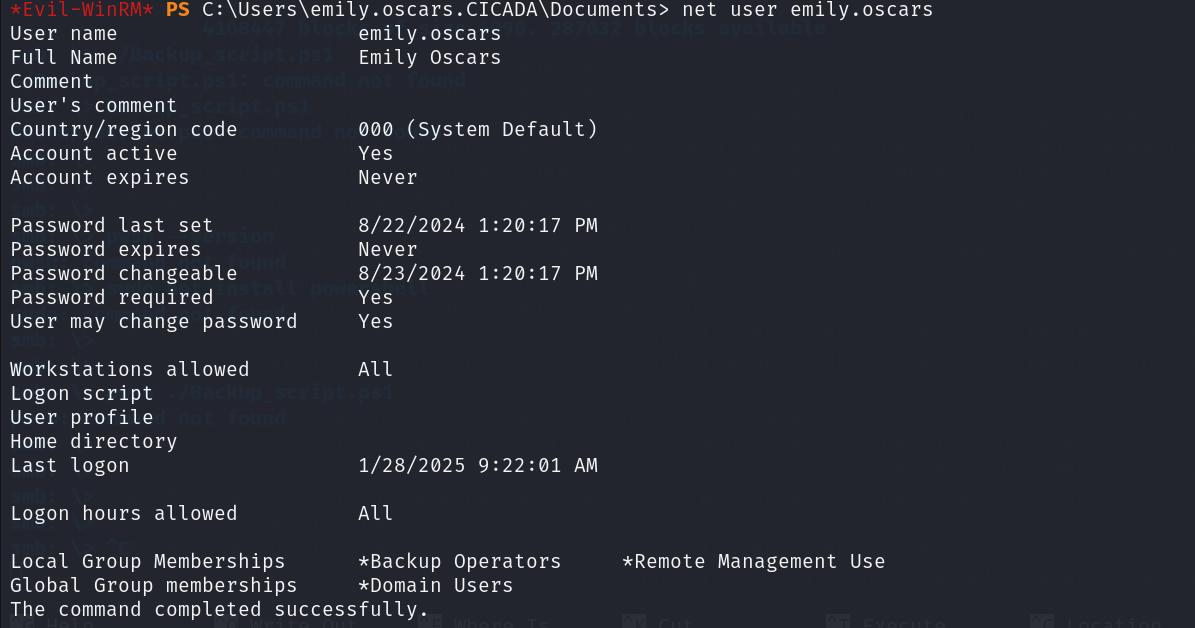 *Evil-WinRM* PS C:\Users\emily.oscars.CICADA\Documents> net user emily.oscars
User name                    emily.oscars
Full Name                    Emily Oscars
Comment
User's comment
Country/region code          000 (System Default)
Account active               Yes
Account expires              Never

Password last set            8/22/2024 1:20:17 PM
Password expires             Never
Password changeable          8/23/2024 1:20:17 PM
Password required            Yes
User may change password     Yes

Workstations allowed         All
Logon script
User profile
Home directory
Last logon                   1/28/2025 9:22:01 AM

Logon hours allowed          All

Local Group Memberships      *Backup Operators     *Remote Management Use
Global Group memberships     *Domain Users
The command completed successfully.